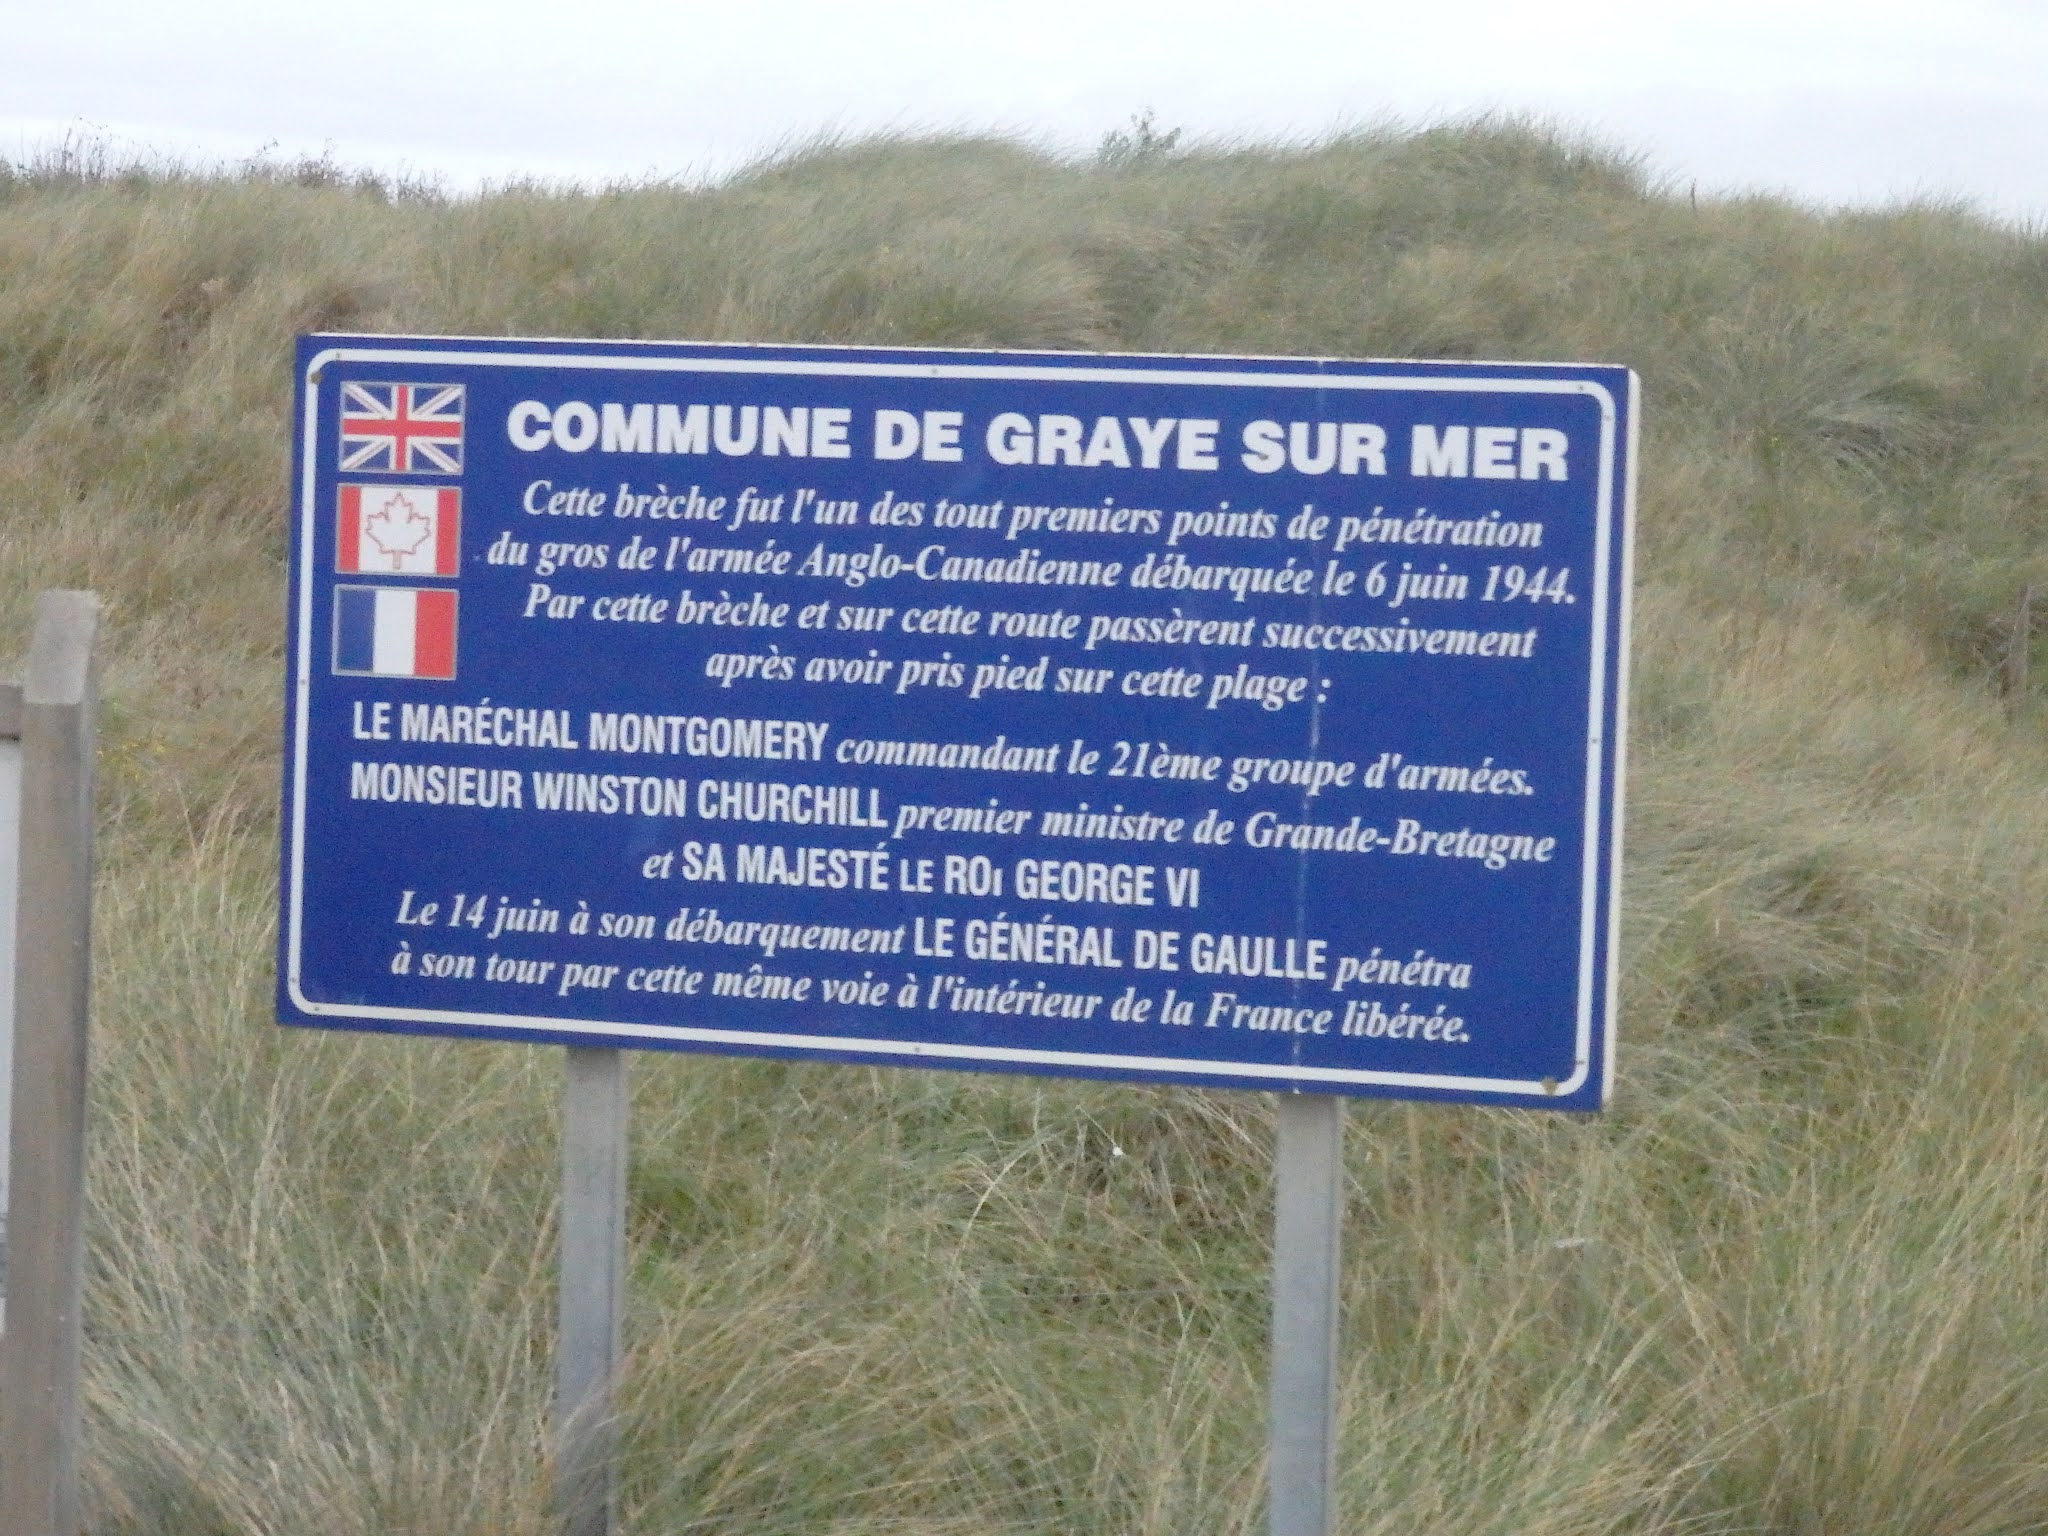 COMMUNE DE GRAYE SUR MER
Cette brèche fut l'un des tout premiers points de pénétration
du gros de l'armée Anglo-Canadienne débarquée le 6 juin 1944.
Par cette brèche et sur cette route passèrent successivement
après avoir pris pied sur cette plage :
LE MARÉCHAL MONTGOMERY commandant le 21ème groupe d'armées.
MONSIEUR WINSTON CHURCHILL premier ministre de Grande-Bretagne
et SA MAJESTÉ LE ROi GEORGE VI
Le 14 juin à son débarquement LE GÉNÉRAL DE GAULLE pénétra
à son tour par cette même voie à l'intérieur de la France libérée.